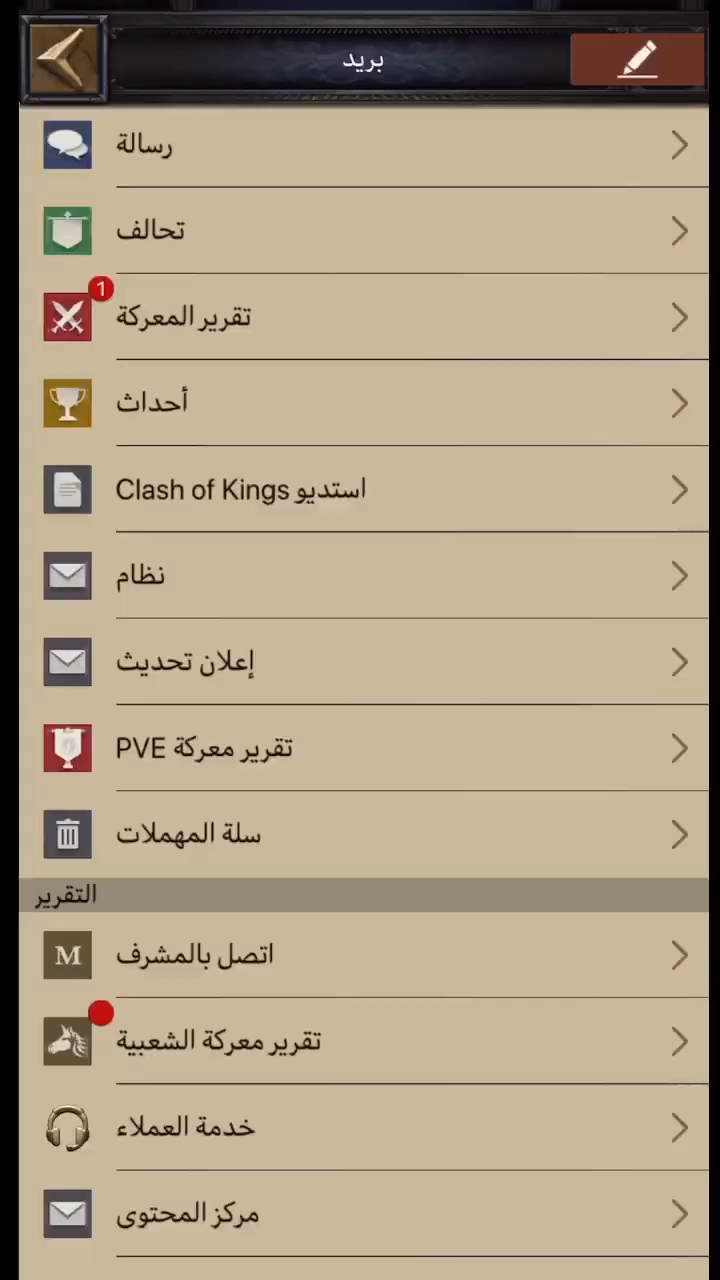 بريد
رسالة
تحالف
1
تقرير المعركة
أحداث
استديو Clash of Kings
نظام
إعلان تحديث
تقرير معركة PVE
سلة المهملات
التقرير
M
اتصل بالمشرف
تقرير معركة الشعبية
خدمة العملاء
مركز المحتوى